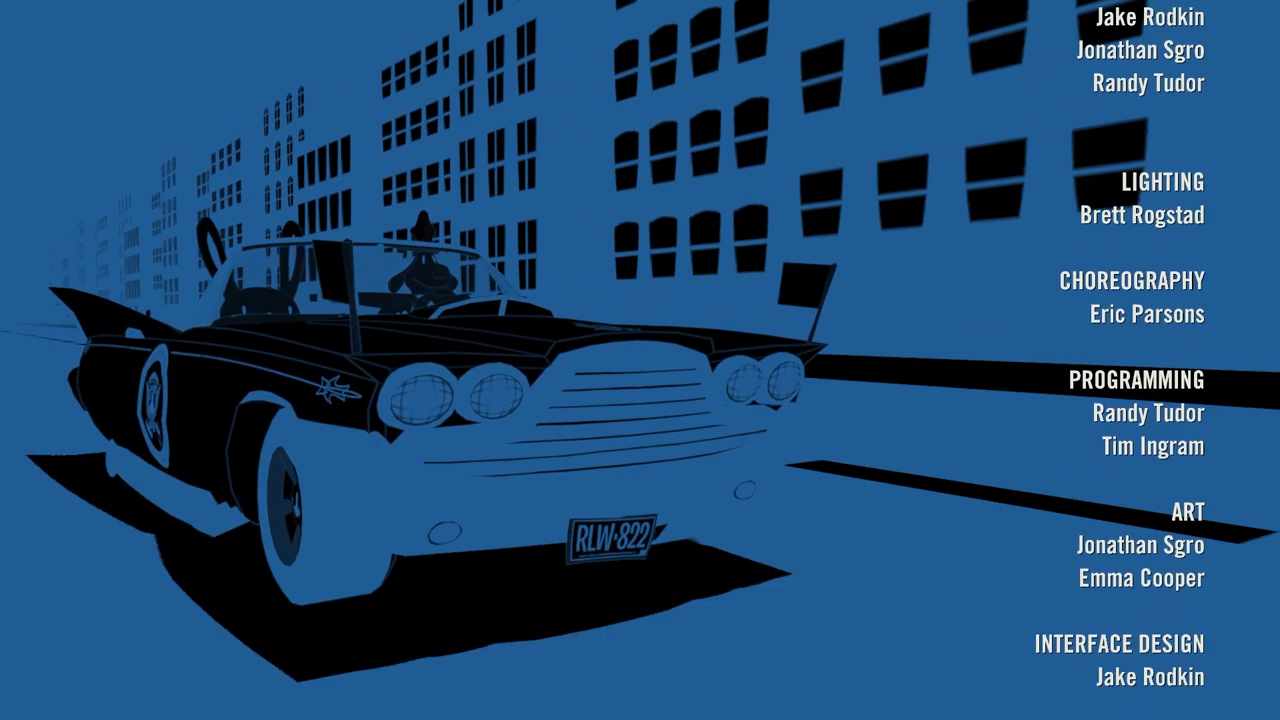 Jake Rodkin
Jonathan Sgro
Randy Tudor
LIGHTING
Brett Rogstad
CHOREOGRAPHY
Eric Parsons
PROGRAMMING
Randy Tudor
Tim Ingram
ART
Jonathan Sgro
Emma Cooper
RLW·822
INTERFACE DESIGN
Jake Rodkin